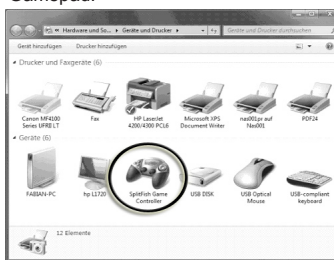 Gamepad.
Hardware und So... Geräte und Drucker
Geräte und Drucker durchsuchen
Gerät hinzufügen Drucker hinzufügen
Drucker und Faxgeräte (6)
Canon MF4100 Series UFRII LT
Fax
HP LaserJet 4200/4300 PCL6
Microsoft XPS Document Writer
nas001pr auf Nas001
PDF24
Geräte (6)
FABIAN-PC
hp L1720
SplitFish Game Controller
USB DISK
USB Optical Mouse
USB-compliant keyboard
12 Elemente